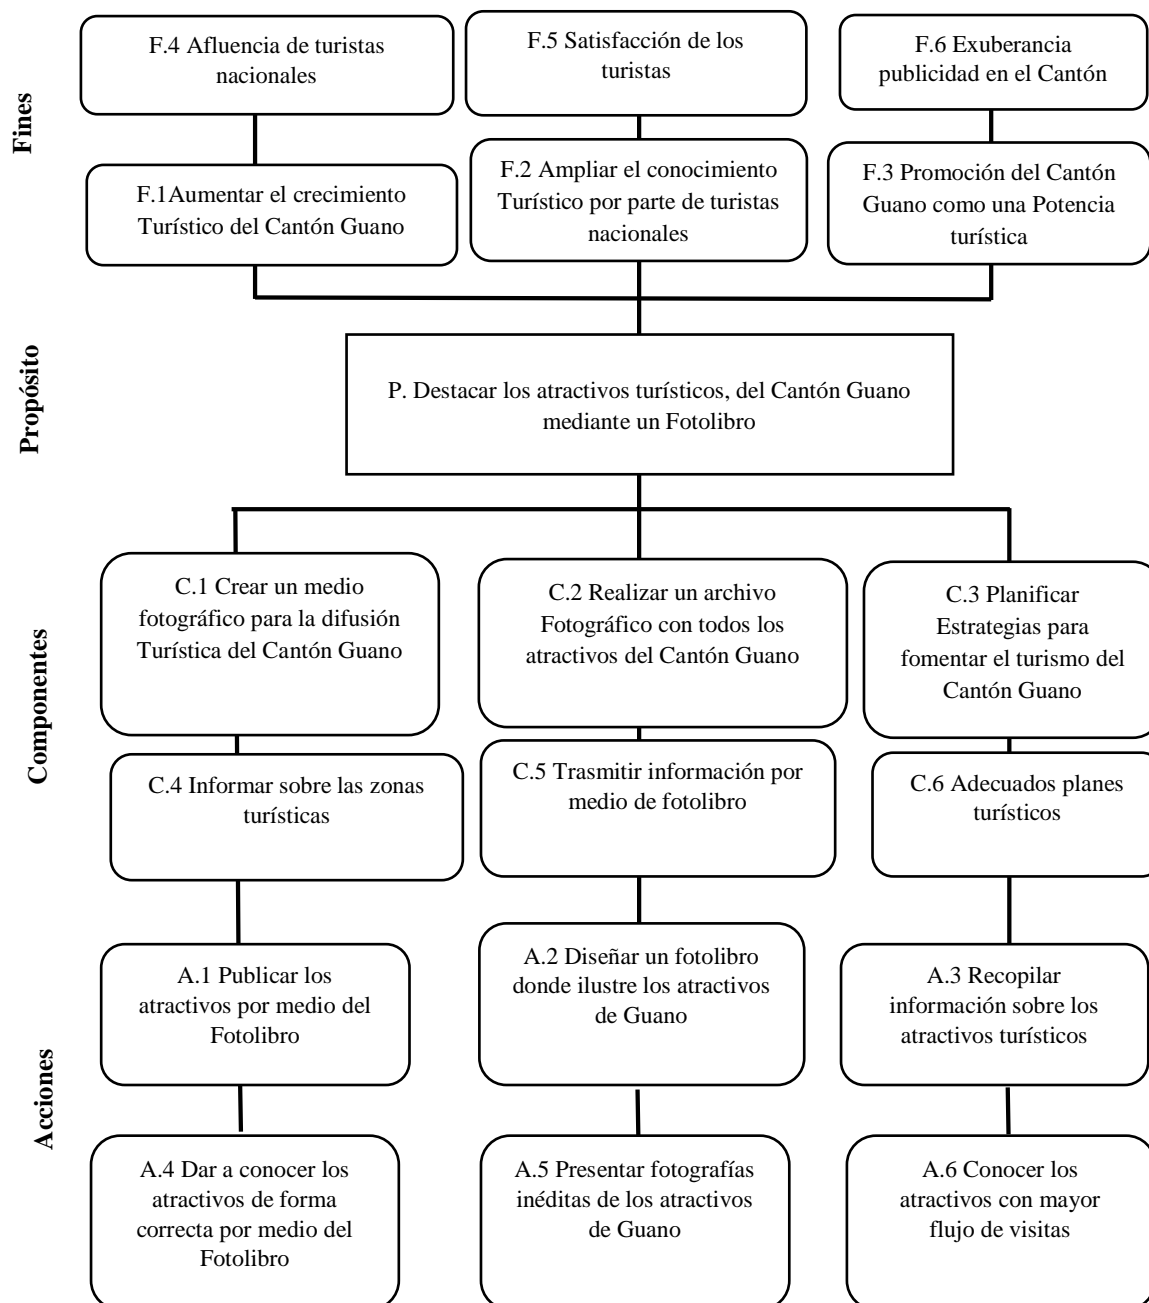 Fines
F.4 Afluencia de turistas
nacionales
F.5 Satisfacción de los
turistas
F.6 Exuberancia
publicidad en el Cantón
F.1Aumentar el crecimiento
Turístico del Cantón Guano
F.2 Ampliar el conocimiento
Turístico por parte de turistas
nacionales
F.3 Promoción del Cantón
Guano como una Potencia
turística
Propósito
P. Destacar los atractivos turísticos, del Cantón Guano
mediante un Fotolibro
Componentes
C.1 Crear un medio
fotográfico para la difusión
Turística del Cantón Guano
C.2 Realizar un archivo
Fotográfico con todos los
atractivos del Cantón Guano
C.3 Planificar
Estrategias para
fomentar el turismo del
Cantón Guano
C.4 Informar sobre las zonas
turísticas
C.5 Trasmitir información por
medio de fotolibro
C.6 Adecuados planes
turísticos
Acciones
A.1 Publicar los
atractivos por medio del
Fotolibro
A.2 Diseñar un fotolibro
donde ilustre los atractivos
de Guano
A.3 Recopilar
información sobre los
atractivos turísticos
A.4 Dar a conocer los
atractivos de forma
correcta por medio del
Fotolibro
A.5 Presentar fotografías
inéditas de los atractivos
de Guano
A.6 Conocer los
atractivos con mayor
flujo de visitas